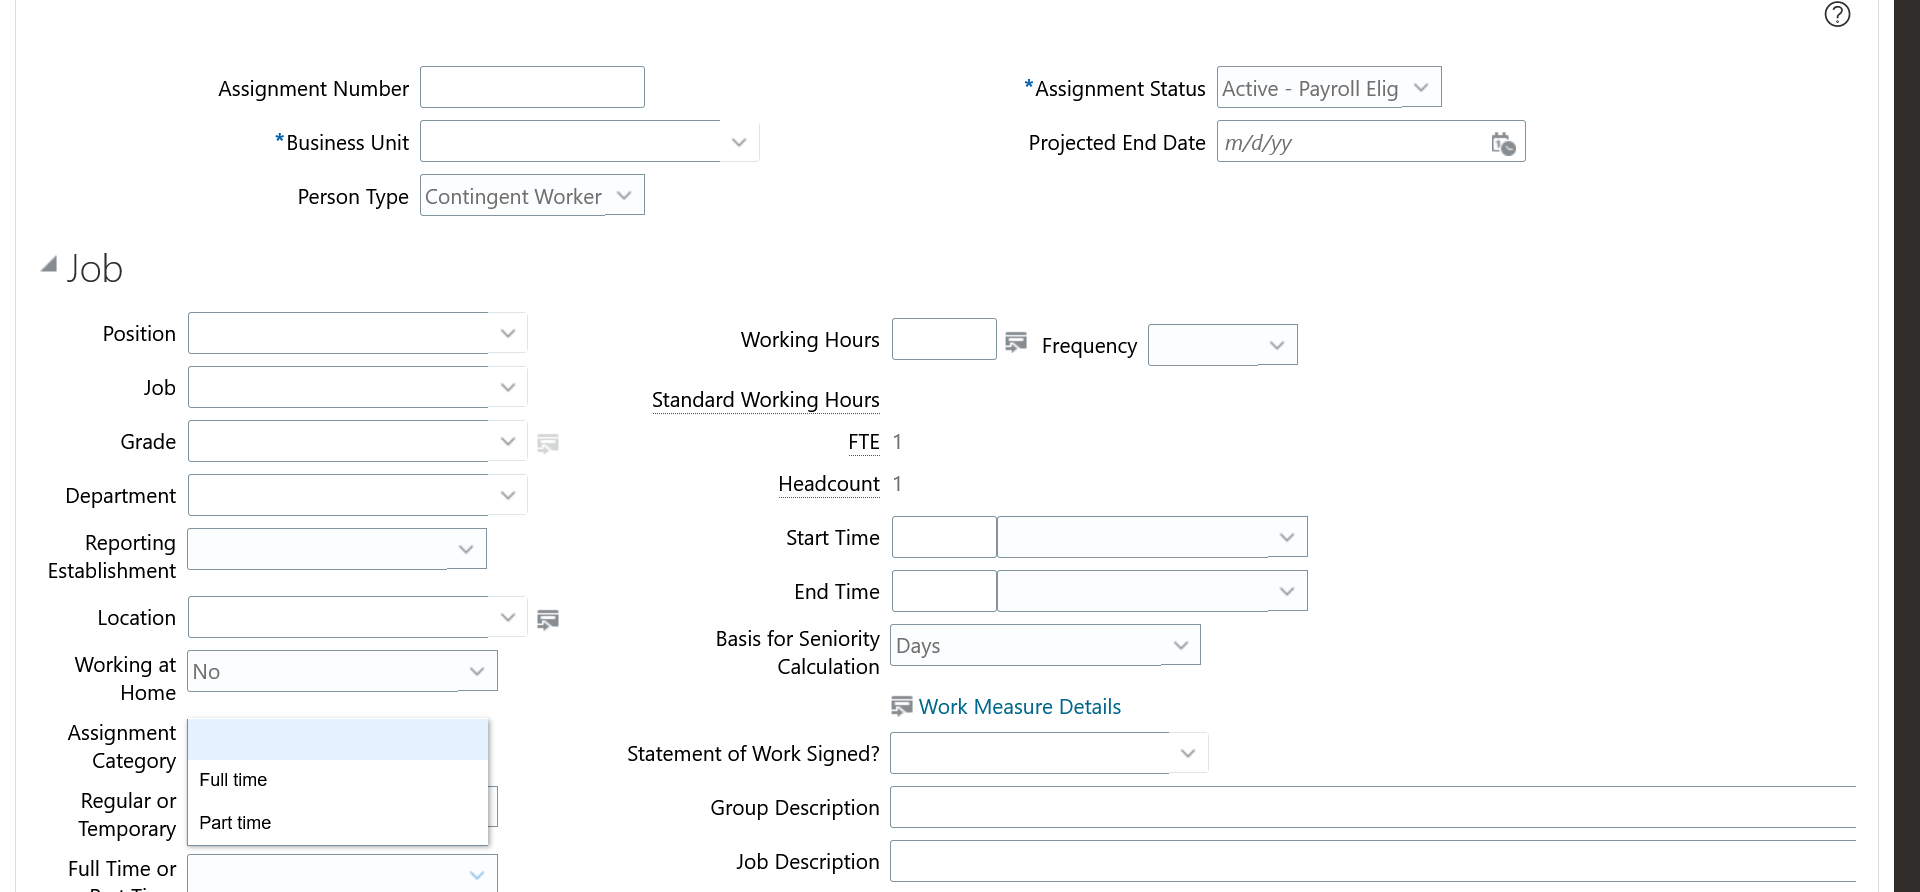 ?
Assignment Number
*Assignment Status Active - Payroll Elig
*Business Unit
Projected End Date m/d/yy
Person Type Contingent Worker
Job
Position
Working Hours
Frequency
Job
Standard Working Hours
Grade
FTE 1
Headcount 1
Department
Start Time
Reporting
Establishment
End Time
Location
Basis for Seniority
Calculation
Days
Working at
Home
No
Work Measure Details
Assignment
Category
Statement of Work Signed?
Full time
Part time
Regular or
Temporary
Group Description
Full Time or
Job Description